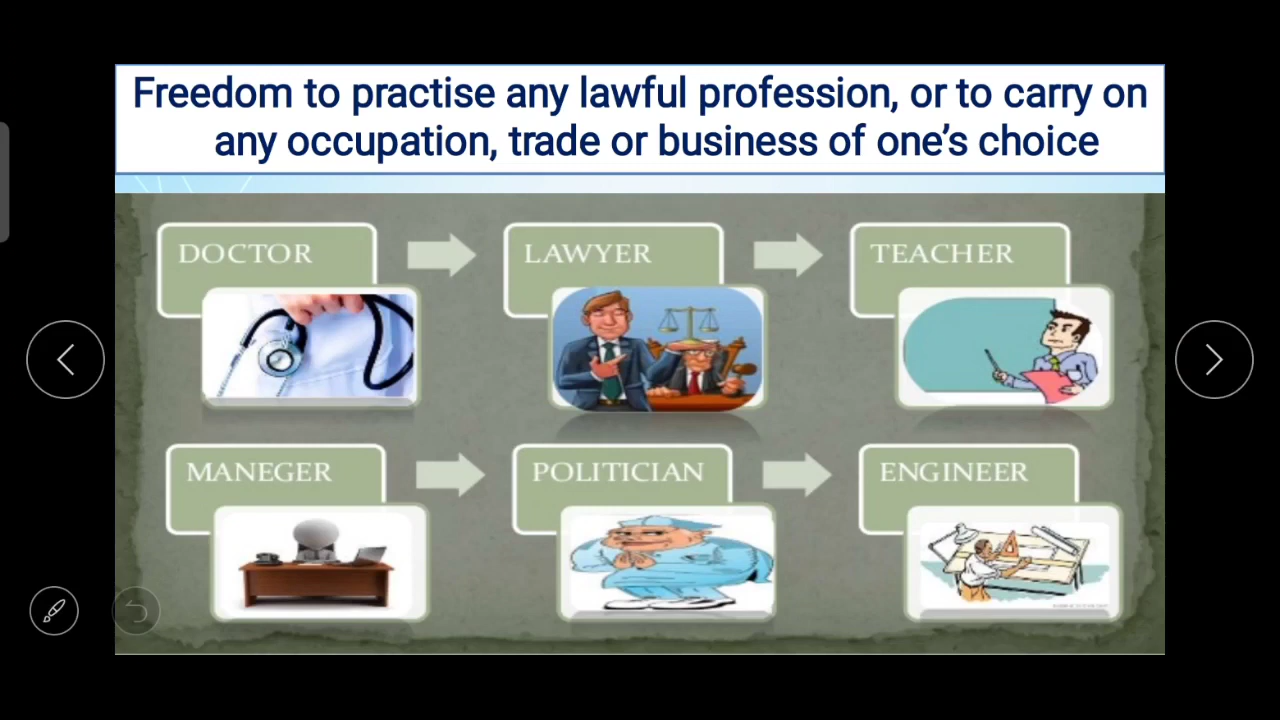 Freedom to practise any lawful profession, or to carry on
any occupation, trade or business of one’s choice
DOCTOR
LAWYER
TEACHER
MANEGER
POLITICIAN
ENGINEER